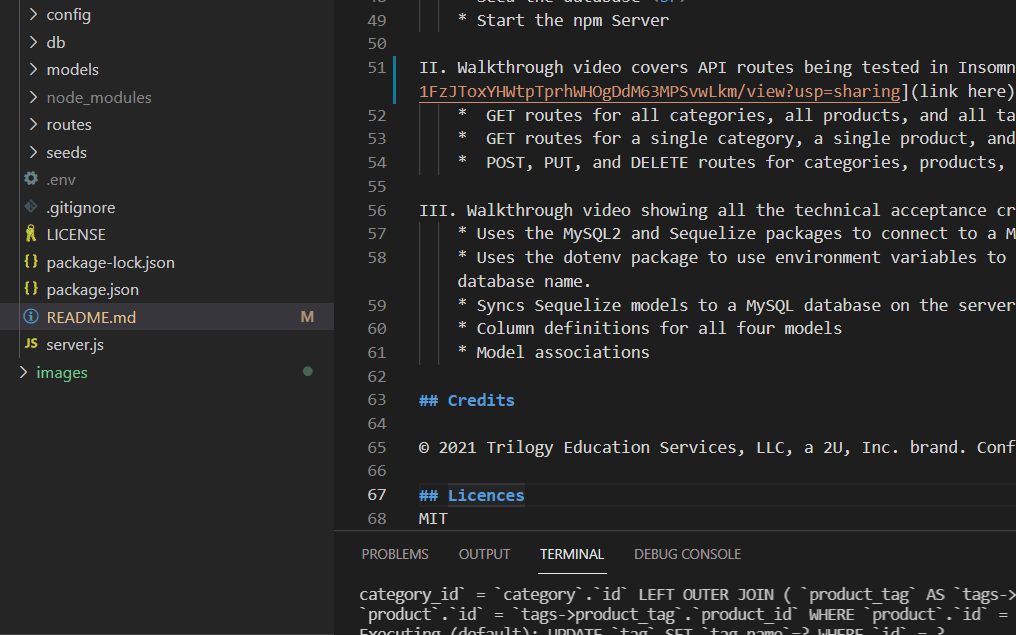 config
db
models
node_modules
routes
seeds
.env
.gitignore
LICENSE
package-lock.json
package.json
README.md M
JS server.js
images
49 * Start the npm Server
50
51 II. Walkthrough video covers API routes being tested in Insomn
1FzJToxYHWtpTprhWHOgDdM63MPSvwLkm/view?usp=sharing](link here)
52 * GET routes for all categories, all products, and all ta
53 * GET routes for a single category, a single product, and
54 * POST, PUT, and DELETE routes for categories, products,
55
56 III. Walkthrough video showing all the technical acceptance cr
57 * Uses the MySQL2 and Sequelize packages to connect to a M
58 * Uses the dotenv package to use environment variables to
database name.
59 * Syncs Sequelize models to a MySQL database on the server
60 * Column definitions for all four models
61 * Model associations
62
63 ## Credits
64
65 © 2021 Trilogy Education Services, LLC, a 2U, Inc. brand. Conf
66
67 ## Licences
68 MIT
PROBLEMS OUTPUT TERMINAL DEBUG CONSOLE
category_id` = `category`.`id` LEFT OUTER JOIN ( `product_tag` AS `tags->
`product`.`id` = `tags->product_tag`.`product_id` WHERE `product`.`id` =
Executing (default): UPDATE `tag` SET `tag_name`=? WHERE `id` = ?